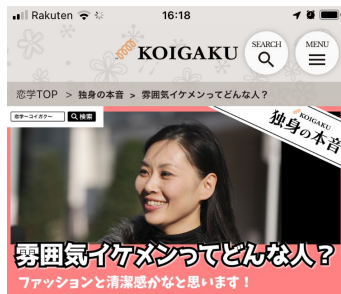 Rakuten 16:18
KOIGAKU
SEARCH
MENU
恋学TOP > 独身の本音 > 雰囲気イケメンってどんな人？
恋学～コイガク～ 検索
KOIGAKU
独身の本音
雰囲気イケメンってどんな人？
ファッションと清潔感かなと思います！